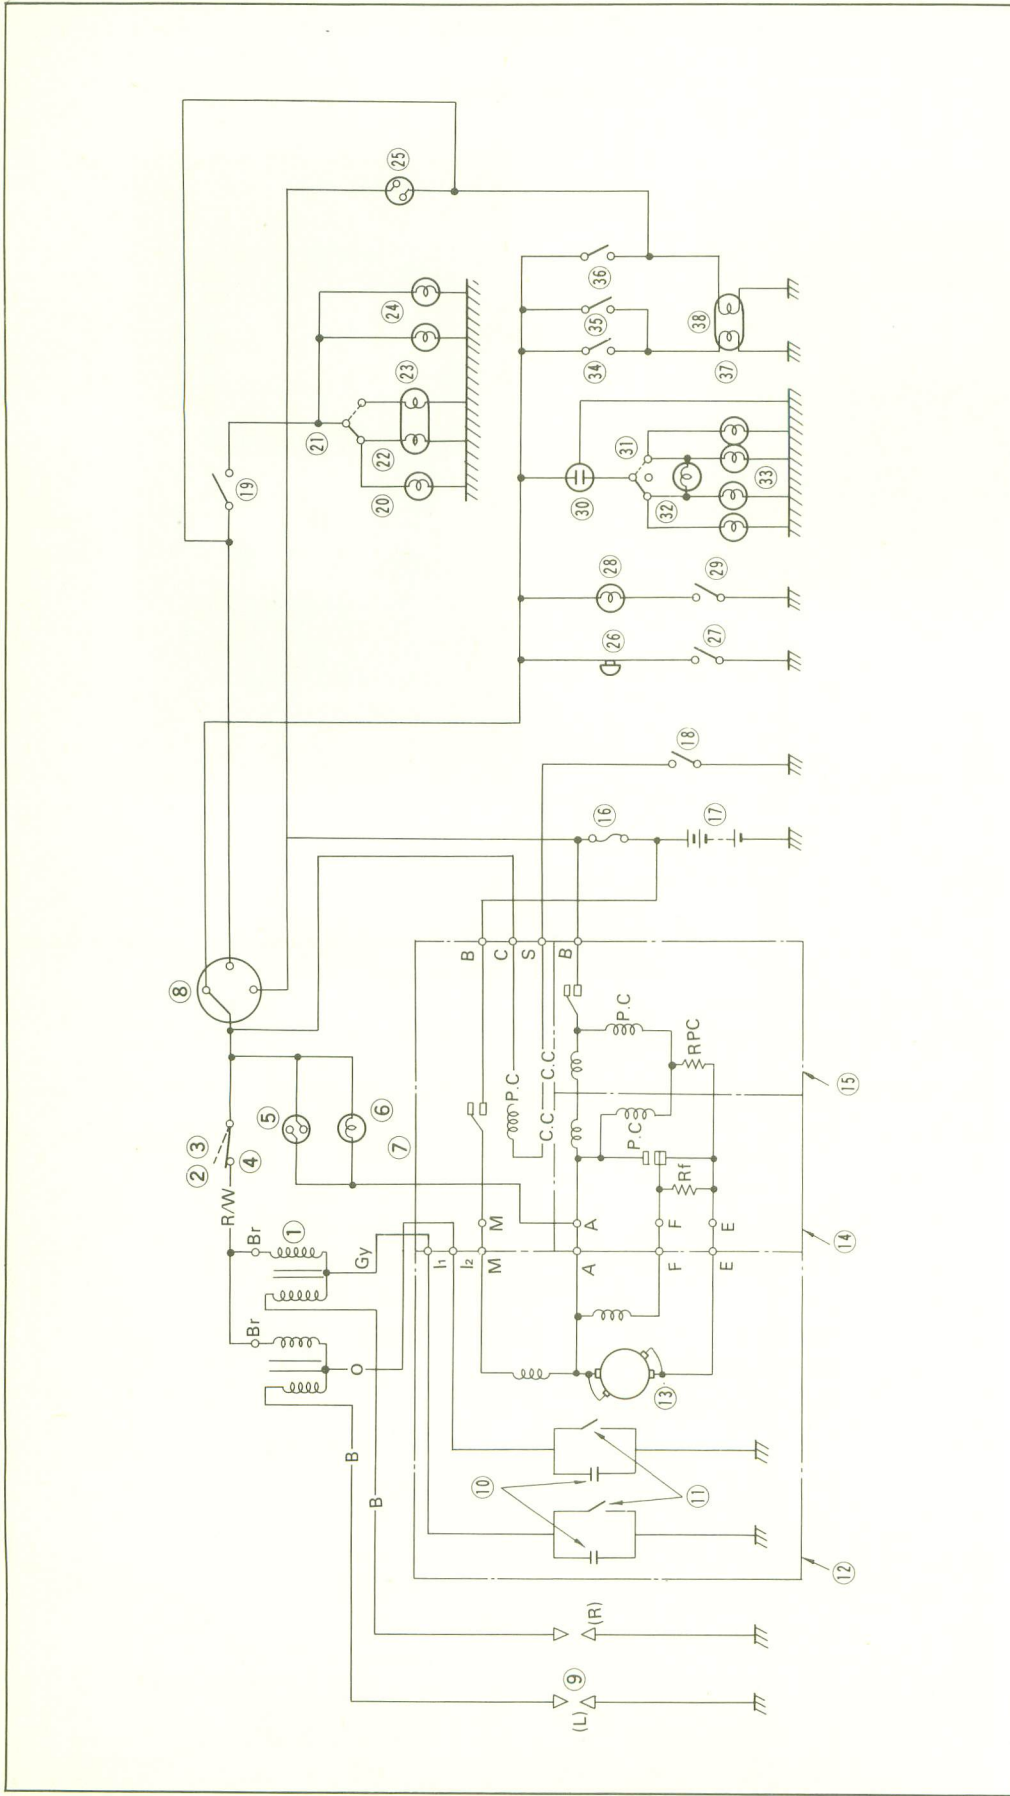 ① Br R/W ② ③ ④ ⑤ ⑥ ⑦ ⑧
Br
Gy
O
B
B
(L) ⑨ (R)
⑩
⑪
⑫
⑬
I₁ I₂ M M
A A
F F
E E
⑭
Rf
P.C
RPC
P.C
P.C
C.C
C.C
⑮
B
C
S
B
⑯
⑰
⑱
⑲
⑳
㉑
㉒
㉓
㉔
㉕
㉖
㉗
㉘
㉙
㉚
㉛
㉜
㉝
㉞
㉟
㊱
㊲
㊳